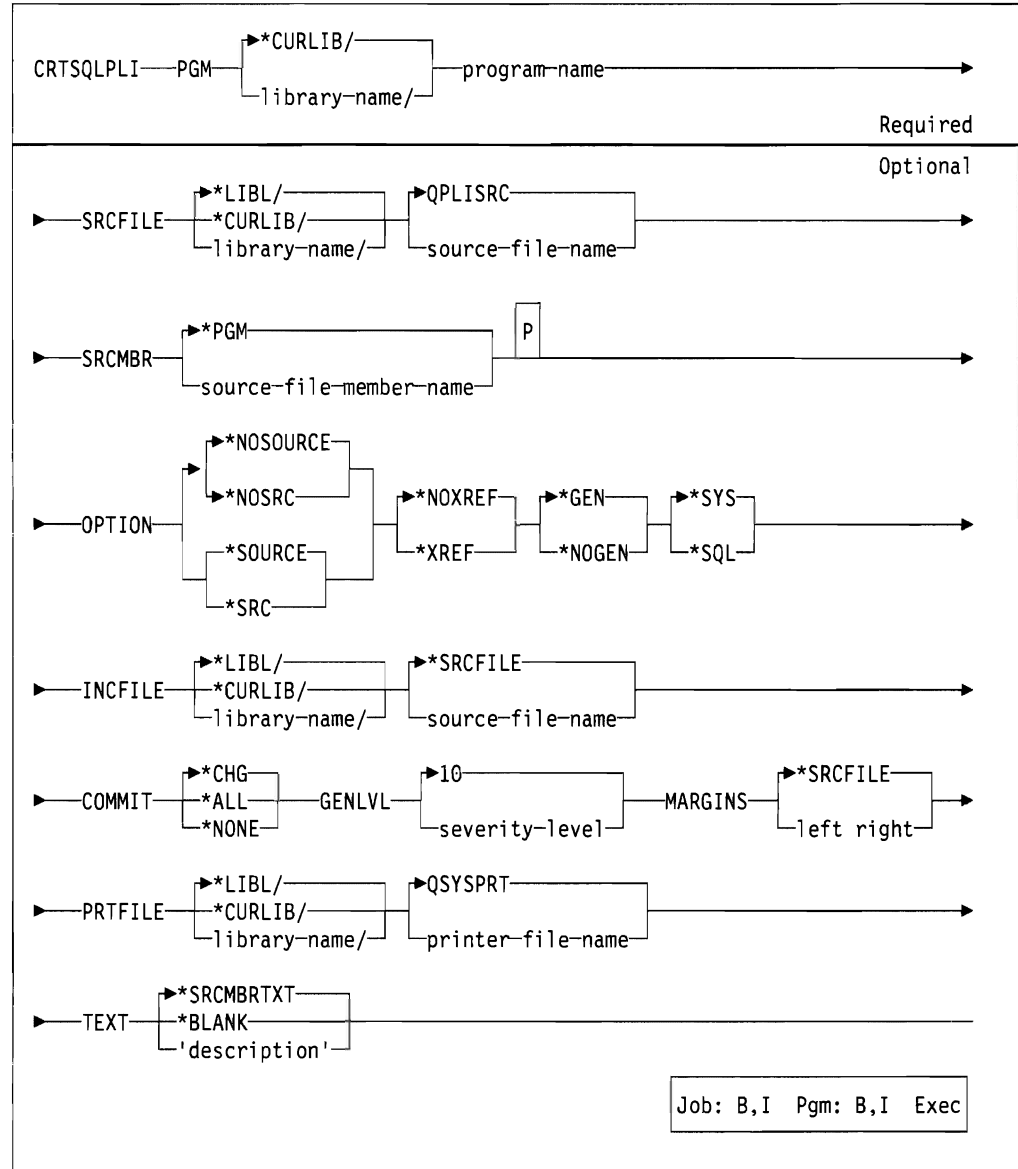 *CURLIB/
CRTSQLPLI PGM program-name
library-name/
Required
Optional
*LIBL/ QPLISRC
SRCFILE *CURLIB/
library-name/ source-file-name
*PGM P
SRCMBR
source-file-member-name
*NOSOURCE
*NOSRC *NOXREF *GEN *SYS
OPTION
*SOURCE *XREF *NOGEN *SQL
*SRC
*LIBL/ *SRCFILE
INCFILE *CURLIB/
library-name/ source-file-name
*CHG 10 *SRCFILE
COMMIT *ALL GENLVL MARGINS
*NONE severity-level left right
*LIBL/ QSYSPRT
PRTFILE *CURLIB/
library-name/ printer-file-name
*SRCMBRTXT
TEXT *BLANK
'description'
Job: B,I Pgm: B,I Exec